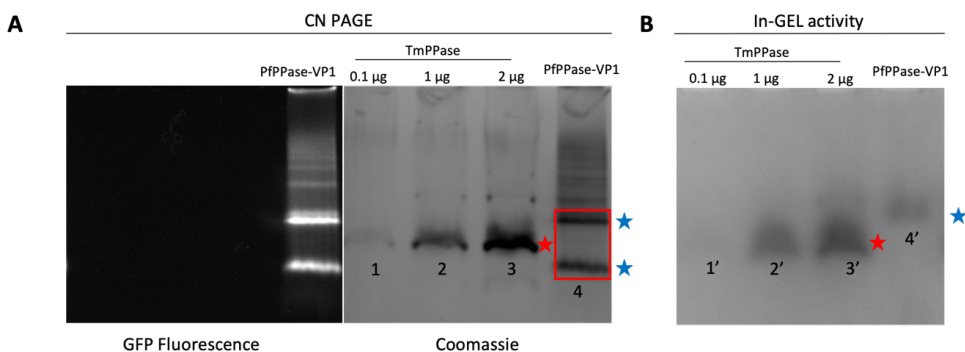 A
CN PAGE
TmPPase
PfPPase-VP1
0.1 µg
1 µg
2 µg
PfPPase-VP1
1
2
3
4
GFP Fluorescence
Coomassie
B
In-GEL activity
TmPPase
0.1 µg
1 µg
2 µg
PfPPase-VP1
1’
2’
3’
4’